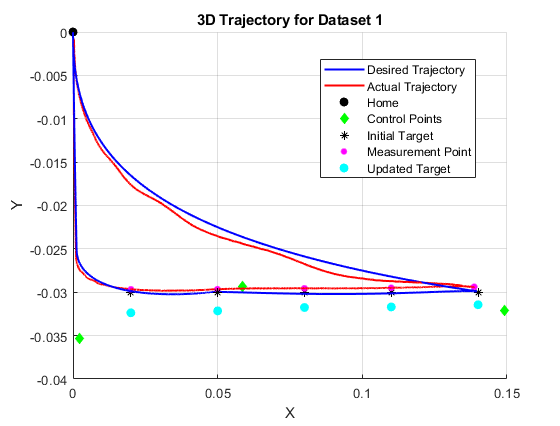 3D Trajectory for Dataset 1
0
-0.005
-0.01
-0.015
-0.02
-0.025
-0.03
-0.035
-0.04
Y
Desired Trajectory
Actual Trajectory
Home
Control Points
Initial Target
Measurement Point
Updated Target
0
0.05
0.1
0.15
X